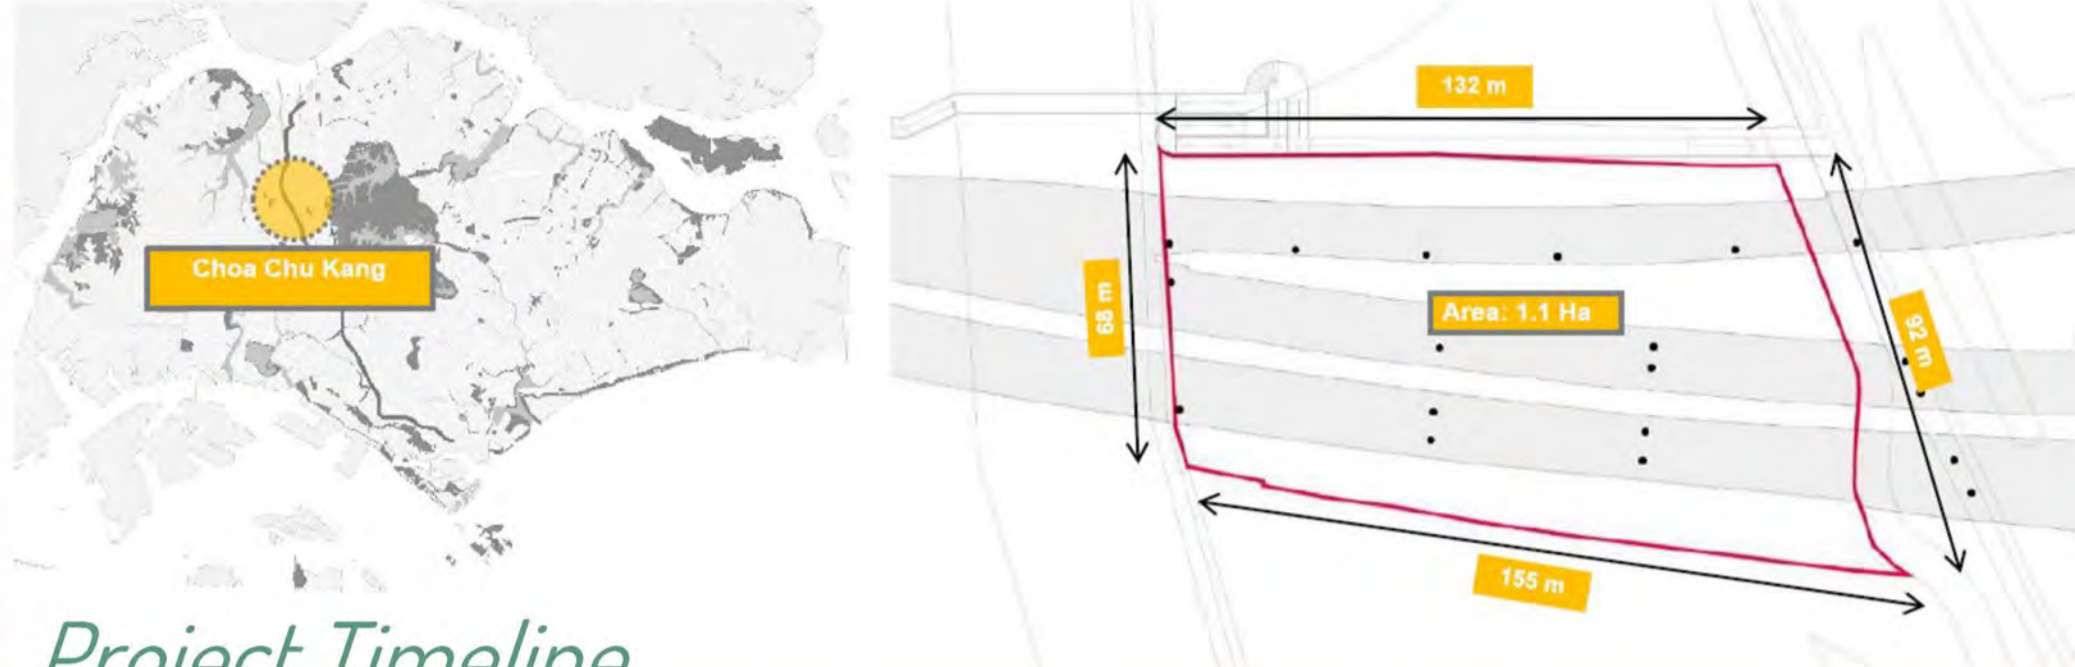 Choa Chu Kang
132 m
68 m
Area: 1.1 Ha
92 m
155 m
Project Timeline